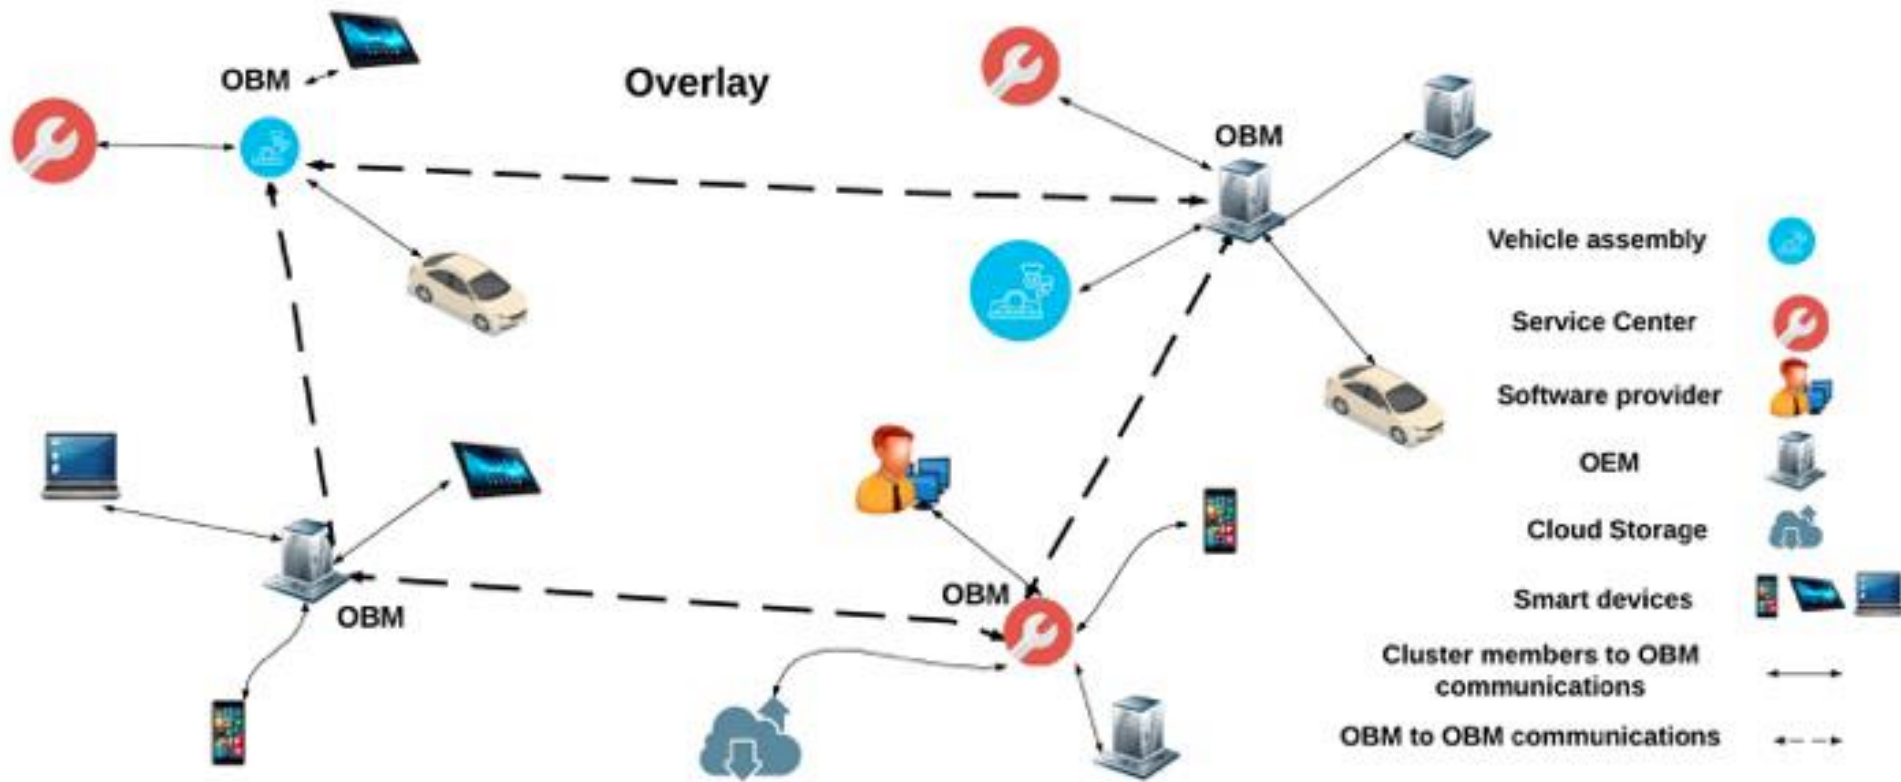 OBM
Overlay
OBM
Vehicle assembly
Service Center
Software provider
OEM
Cloud Storage
OBM
Smart devices
OBM
Cluster members to OBM
communications
OBM to OBM communications